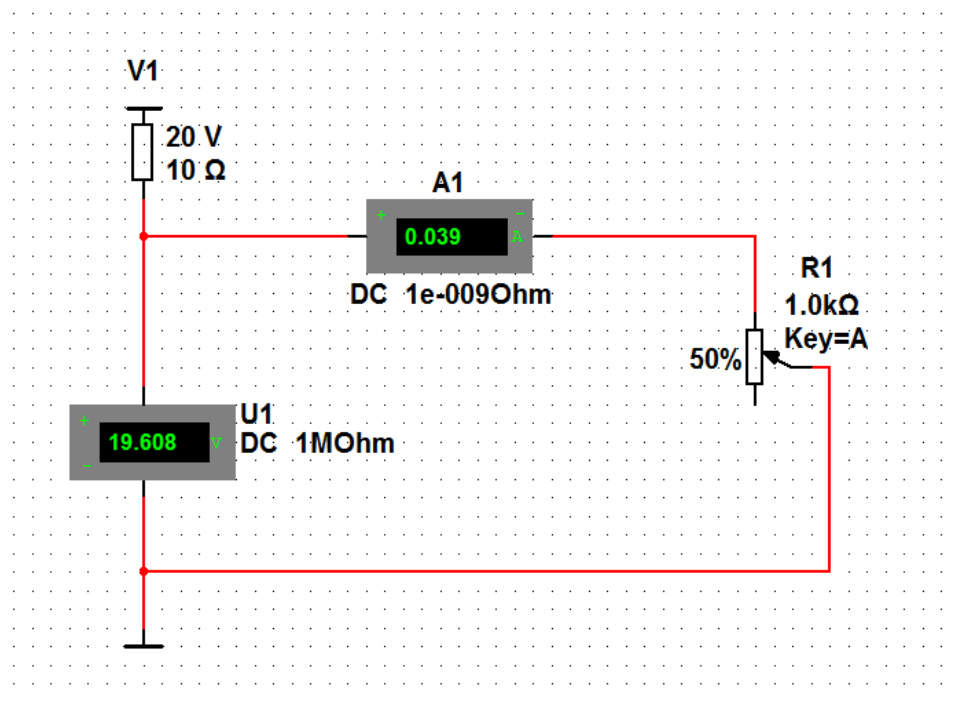 V1
20 V
10 Ω
A1
+ -
0.039 A
DC 1e-009Ohm
R1
1.0kΩ
Key=A
50%
U1
+
19.608 V
-
DC 1MOhm